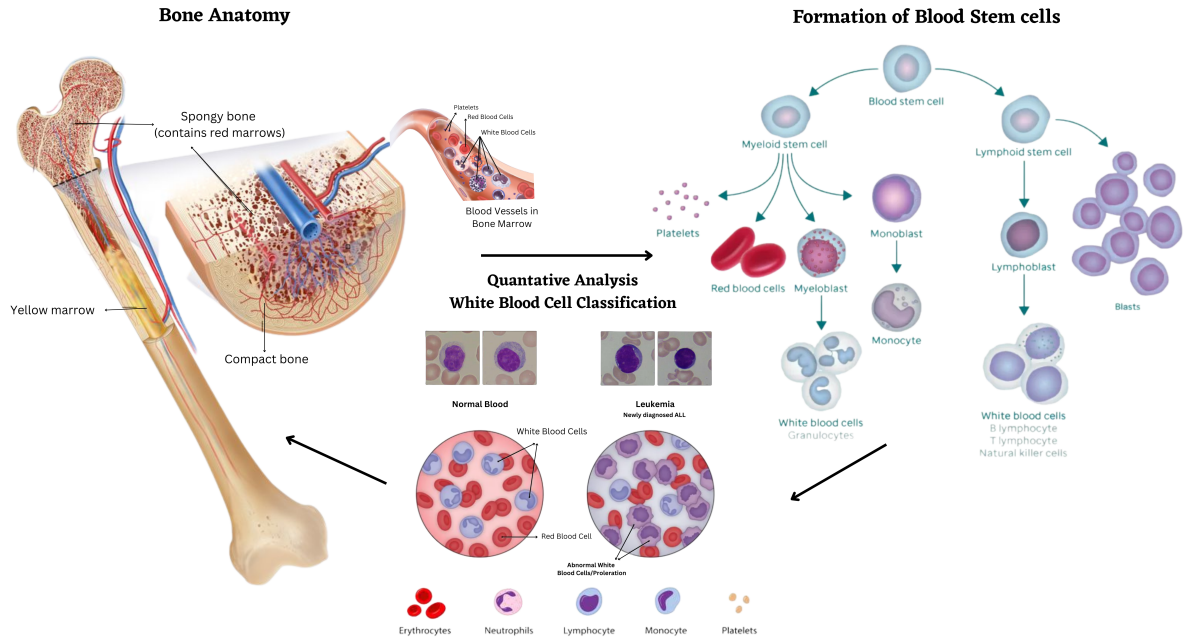 Bone Anatomy
Formation of Blood Stem cells
Spongy bone
(contains red marrows)
Platelets
Red Blood Cells
White Blood Cells
Blood Vessels in
Bone Marrow
Yellow marrow
Compact bone
Blood stem cell
Myeloid stem cell
Lymphoid stem cell
Platelets
Red blood cells
Myeloblast
Monoblast
Monocyte
Lymphoblast
Blasts
White blood cells
Granulocytes
White blood cells
B lymphocyte
T lymphocyte
Natural killer cells
Quantative Analysis
White Blood Cell Classification
Normal Blood
Leukemia
Newly diagnosed ALL
White Blood Cells
Red Blood Cell
Abnormal White
Blood Cells/Proleration
Erythrocytes
Neutrophils
Lymphocyte
Monocyte
Platelets